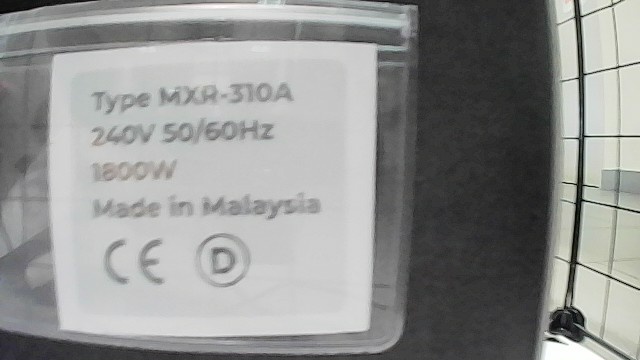 Type MXR-310A
240V 50/60Hz
1800W
Made in Malaysia
CE D